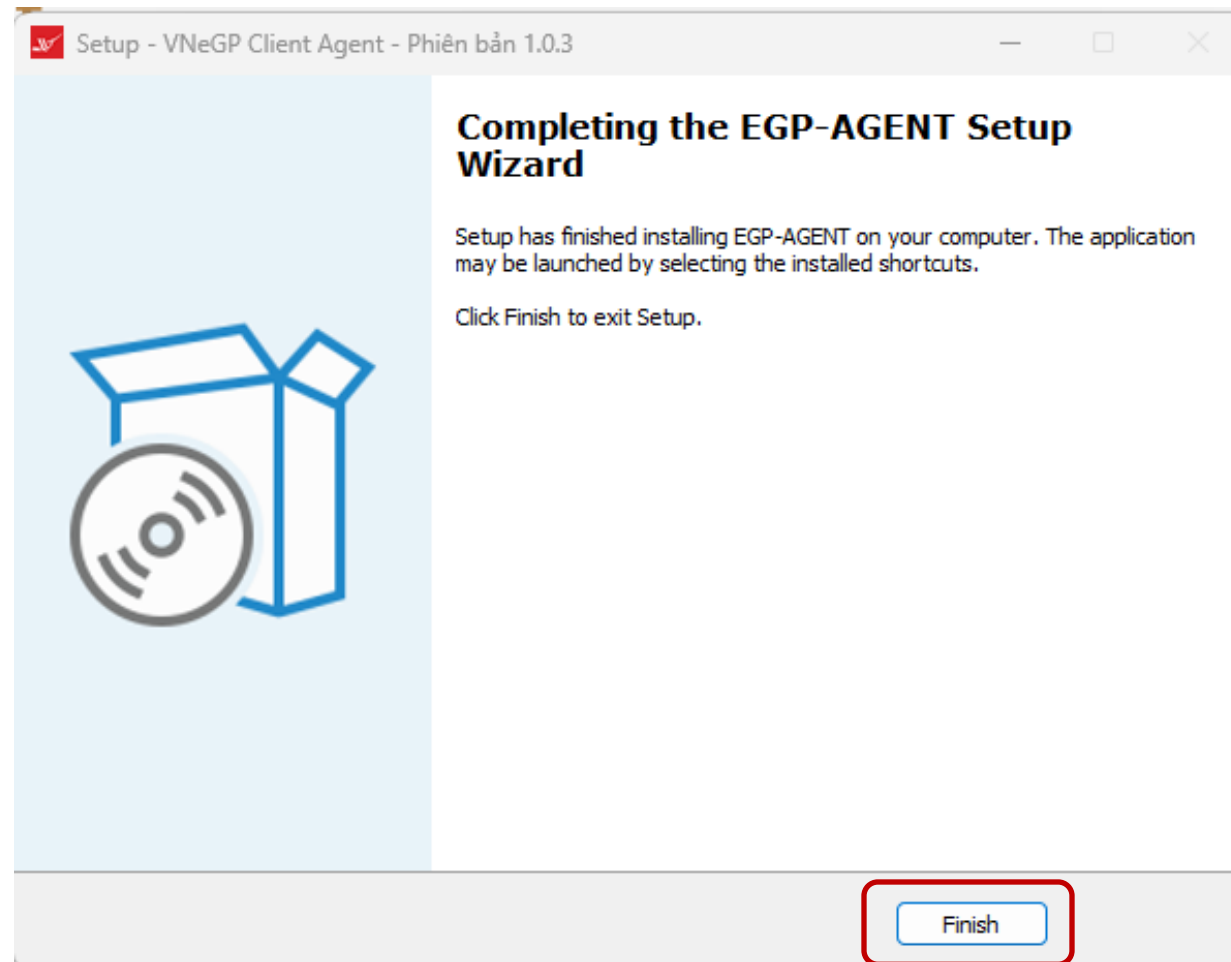 Setup - VNeGP Client Agent - Phiên bản 1.0.3
Completing the EGP-AGENT Setup
Wizard
Setup has finished installing EGP-AGENT on your computer. The application
may be launched by selecting the installed shortcuts.
Click Finish to exit Setup.
Finish